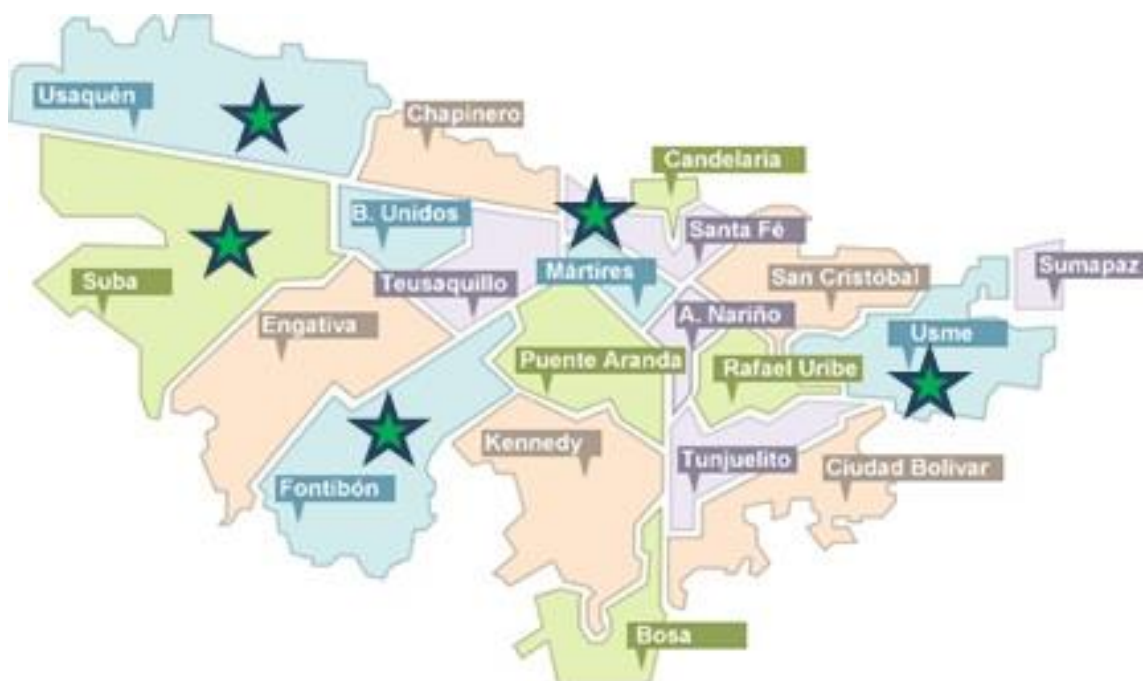 Usaquén
Chapinero
Candelaria
B. Unidos
Santa Fé
Suba
Teusaquillo
Mártires
San Cristóbal
Sumapaz
Engativa
A. Nariño
Usme
Puente Aranda
Rafael Uribe
Kennedy
Tunjuelito
Ciudad Bolivar
Fontibón
Bosa